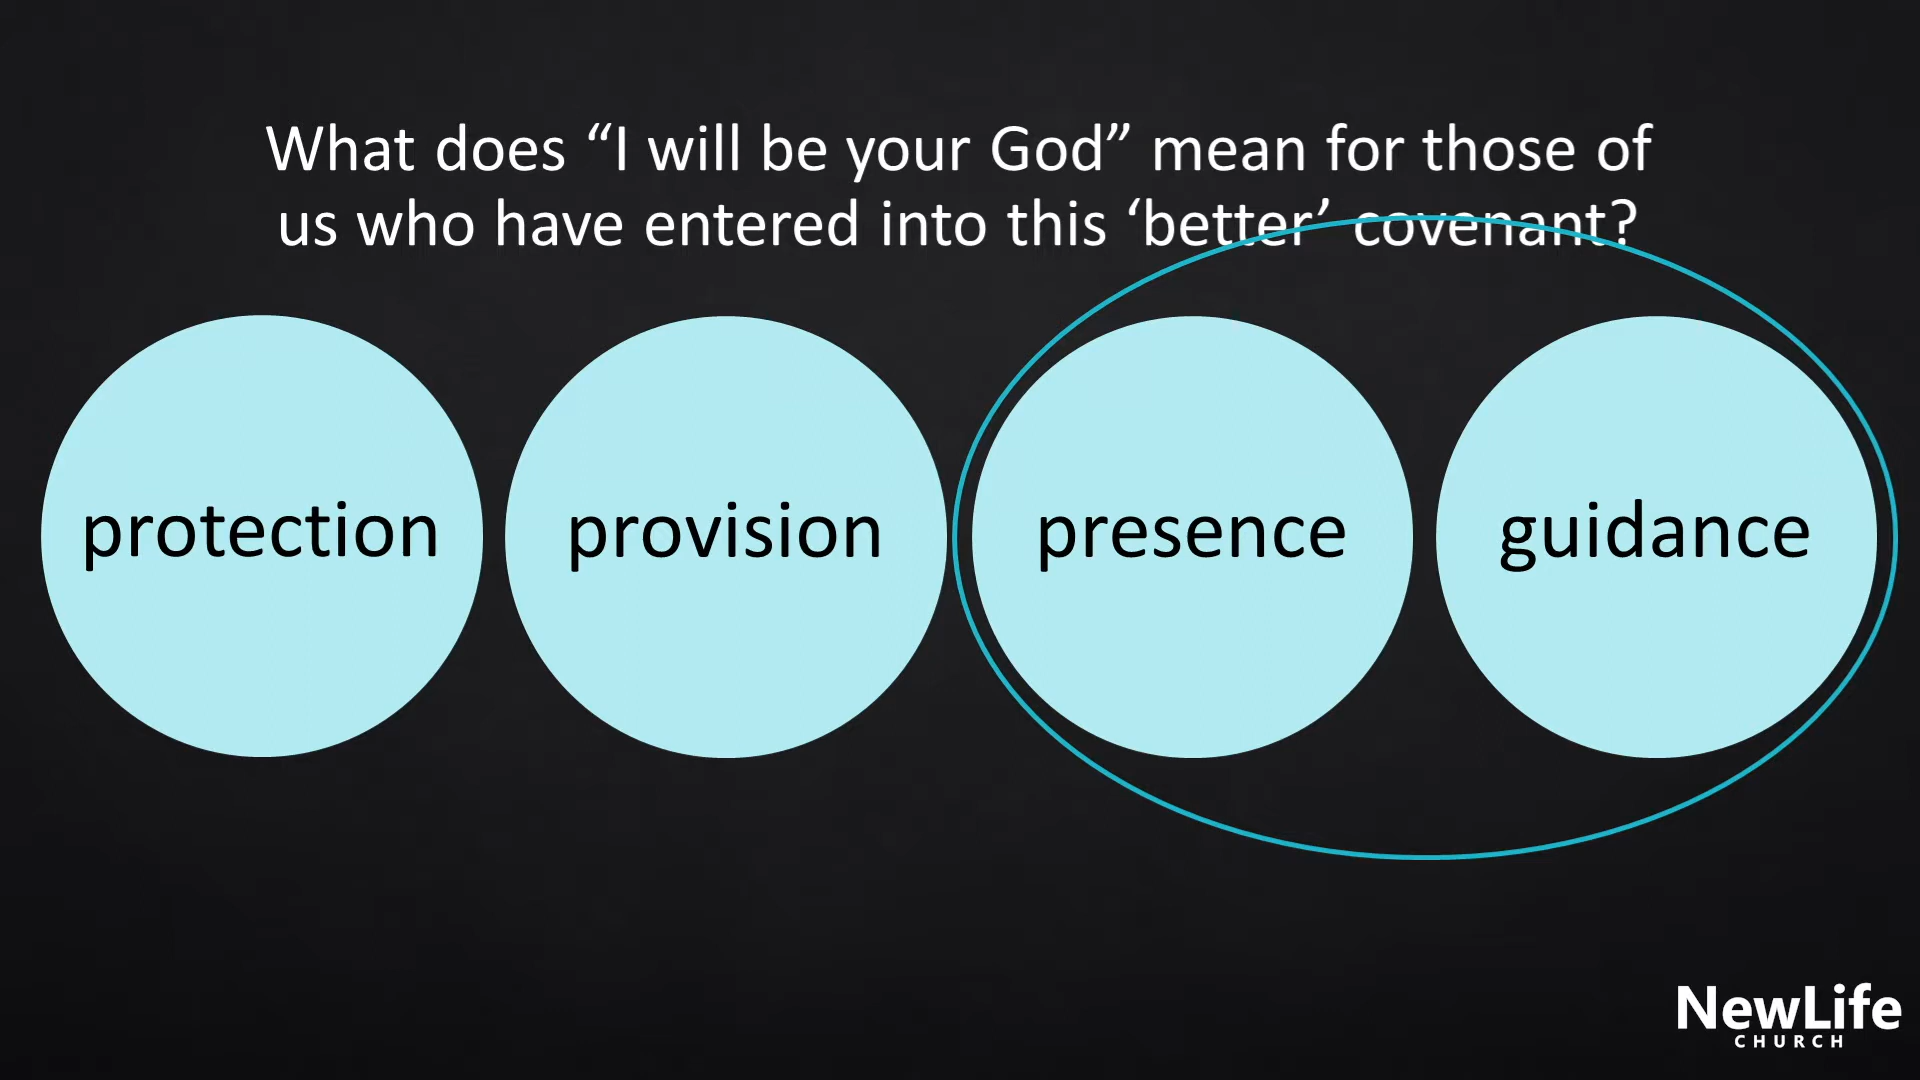 What does “I will be your God” mean for those of
us who have entered into this ‘better’ covenant?
protection
provision
presence
guidance
NewLife
CHURCH